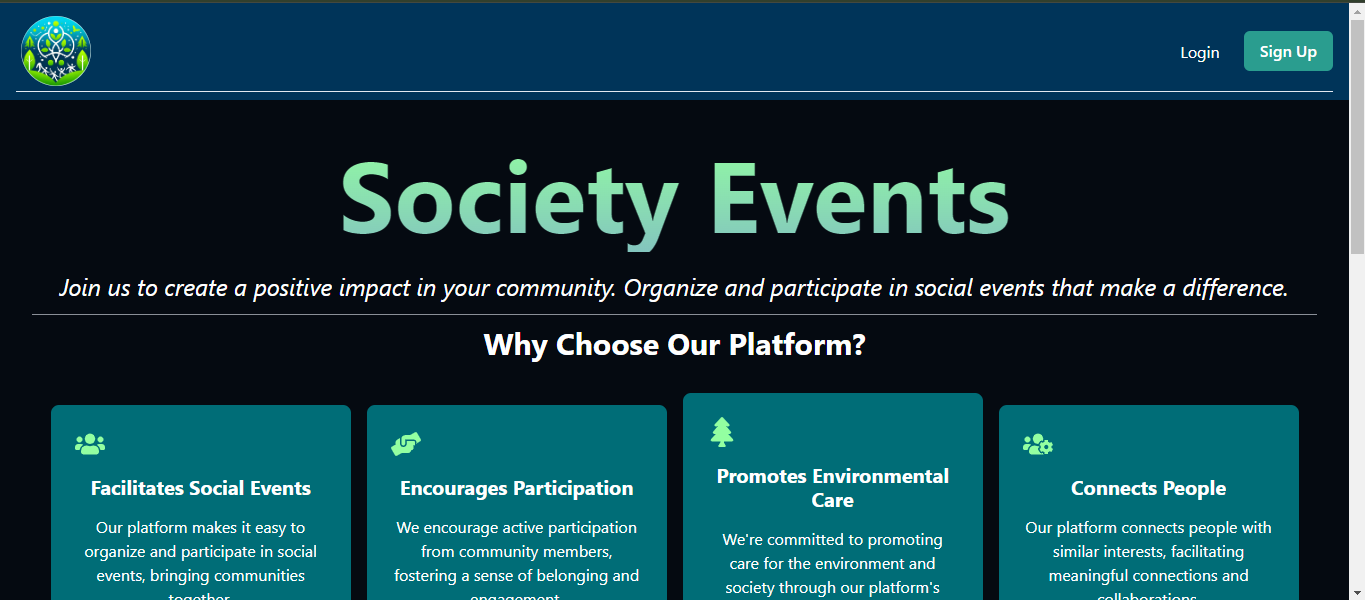 Login
Sign Up
Society Events
Join us to create a positive impact in your community. Organize and participate in social events that make a difference.
Why Choose Our Platform?
Facilitates Social Events
Our platform makes it easy to
organize and participate in social
events, bringing communities
together.
Encourages Participation
We encourage active participation
from community members,
fostering a sense of belonging and
engagement.
Promotes Environmental
Care
We're committed to promoting
care for the environment and
society through our platform's
Connects People
Our platform connects people with
similar interests, facilitating
meaningful connections and
collaborations.